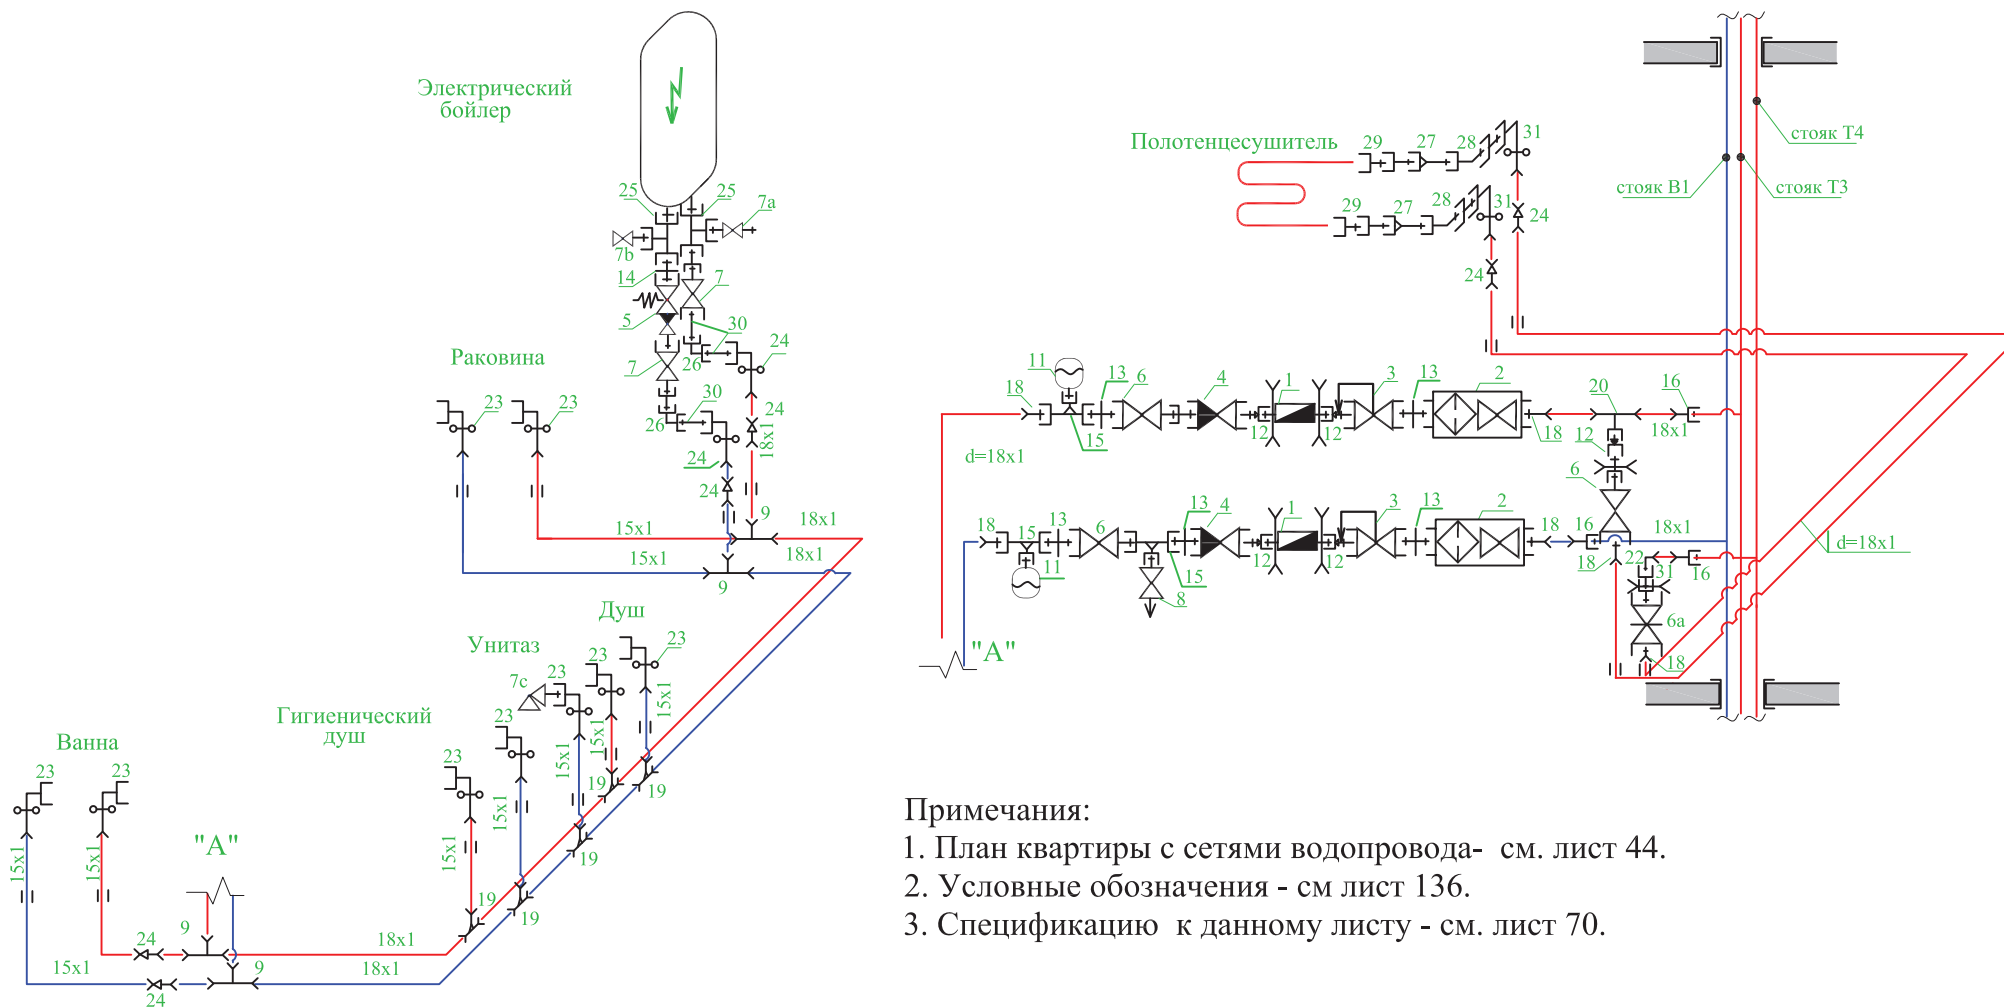 Электрический
бойлер
25
25
7а
7b
14
7
5
30
24
7
26
30
24
18x1
26
24
24
Раковина
23
23
9
15x1
18x1
15x1
18x1
9
Душ
Унитаз
23
23
23
7с
15x1
15x1
15x1
Гигиенический
душ
23
23
15x1
15x1
19
19
19
19
19
Ванна
23
23
15x1
15x1
"А"
24
9
18x1
15x1
9
18x1
24
Полотенцесушитель
29
27
28
31
29
27
28
31
24
24
стояк Т4
стояк В1
стояк Т3
11
18
13
6
4
1
3
13
2
20
16
15
12
12
18
18x1
12
6
d=18x1
18
15
13
6
13
4
1
3
13
2
18
16
18x1
d=18x1
11
8
15
12
12
18
22
31
16
6а
18
"А"
Примечания:
1. План квартиры с сетями водопровода- см. лист 44.
2. Условные обозначения - см лист 136.
3. Спецификацию к данному листу - см. лист 70.